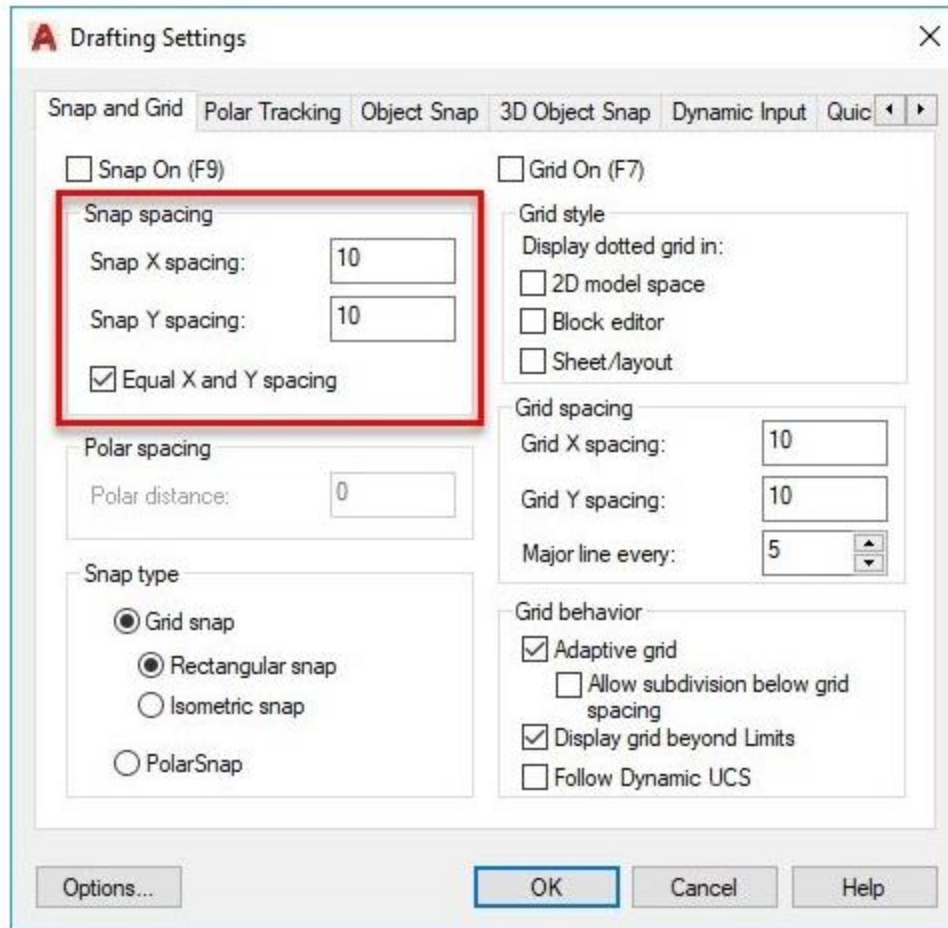 Drafting Settings
Snap and Grid Polar Tracking Object Snap 3D Object Snap Dynamic Input Quic
Snap On (F9)
Snap spacing
Snap X spacing: 10
Snap Y spacing: 10
Equal X and Y spacing
Polar spacing
Polar distance: 0
Snap type
Grid snap
Rectangular snap
Isometric snap
PolarSnap
Grid On (F7)
Grid style
Display dotted grid in:
2D model space
Block editor
Sheet/layout
Grid spacing
Grid X spacing: 10
Grid Y spacing: 10
Major line every: 5
Grid behavior
Adaptive grid
Allow subdivision below grid
spacing
Display grid beyond Limits
Follow Dynamic UCS
Options... OK Cancel Help